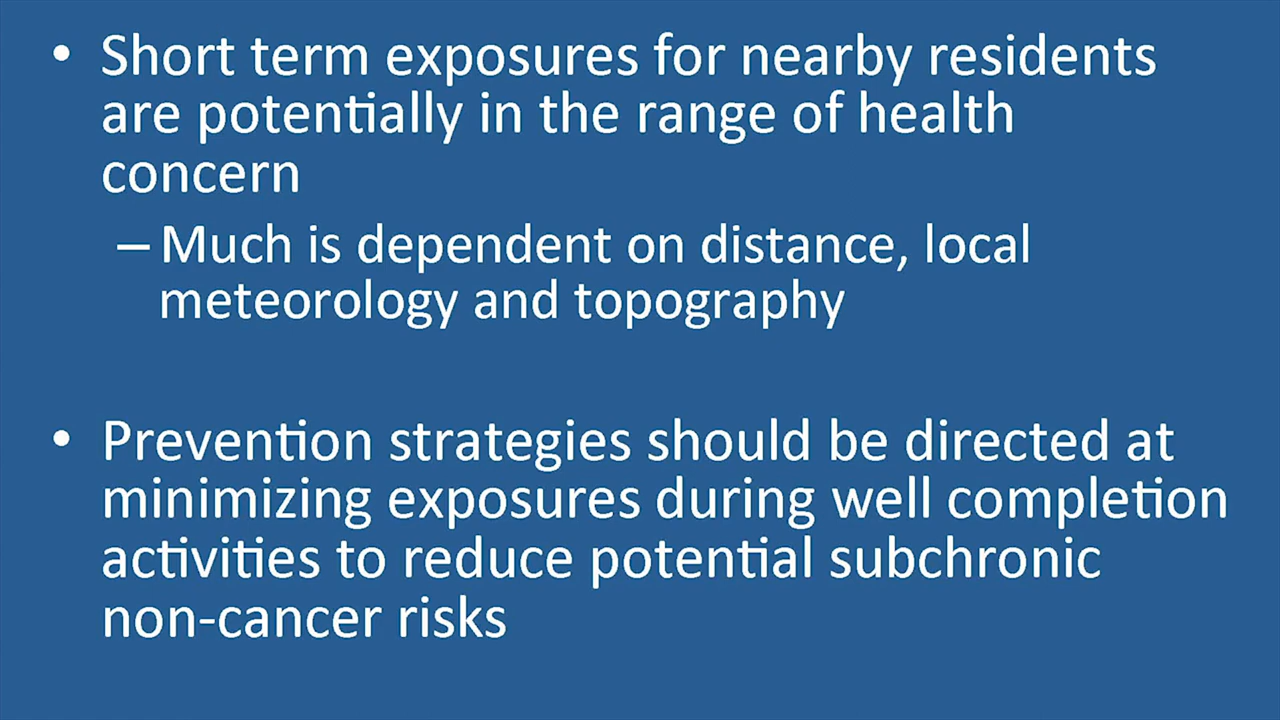 • Short term exposures for nearby residents
are potentially in the range of health
concern
– Much is dependent on distance, local
meteorology and topography
• Prevention strategies should be directed at
minimizing exposures during well completion
activities to reduce potential subchronic
non-cancer risks